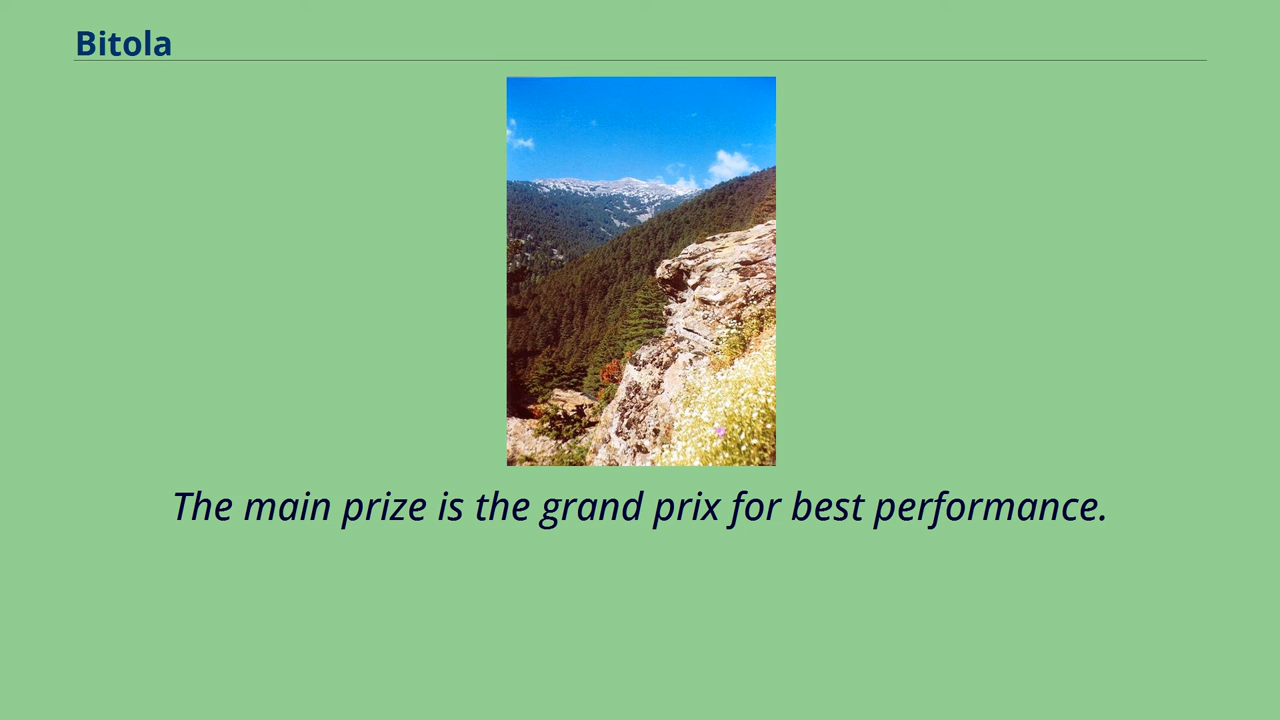 Bitola
The main prize is the grand prix for best performance.